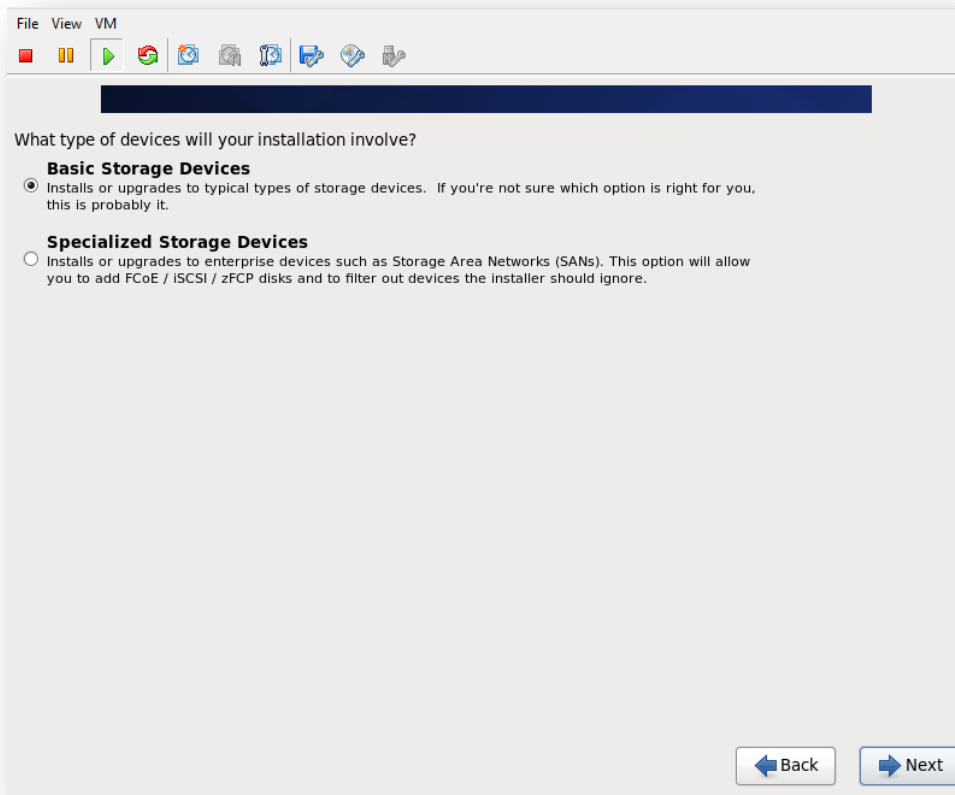 File View VM
What type of devices will your installation involve?
Basic Storage Devices
Installs or upgrades to typical types of storage devices.  If you're not sure which option is right for you,
this is probably it.
Specialized Storage Devices
Installs or upgrades to enterprise devices such as Storage Area Networks (SANs). This option will allow
you to add FCoE / iSCSI / zFCP disks and to filter out devices the installer should ignore.
Back Next